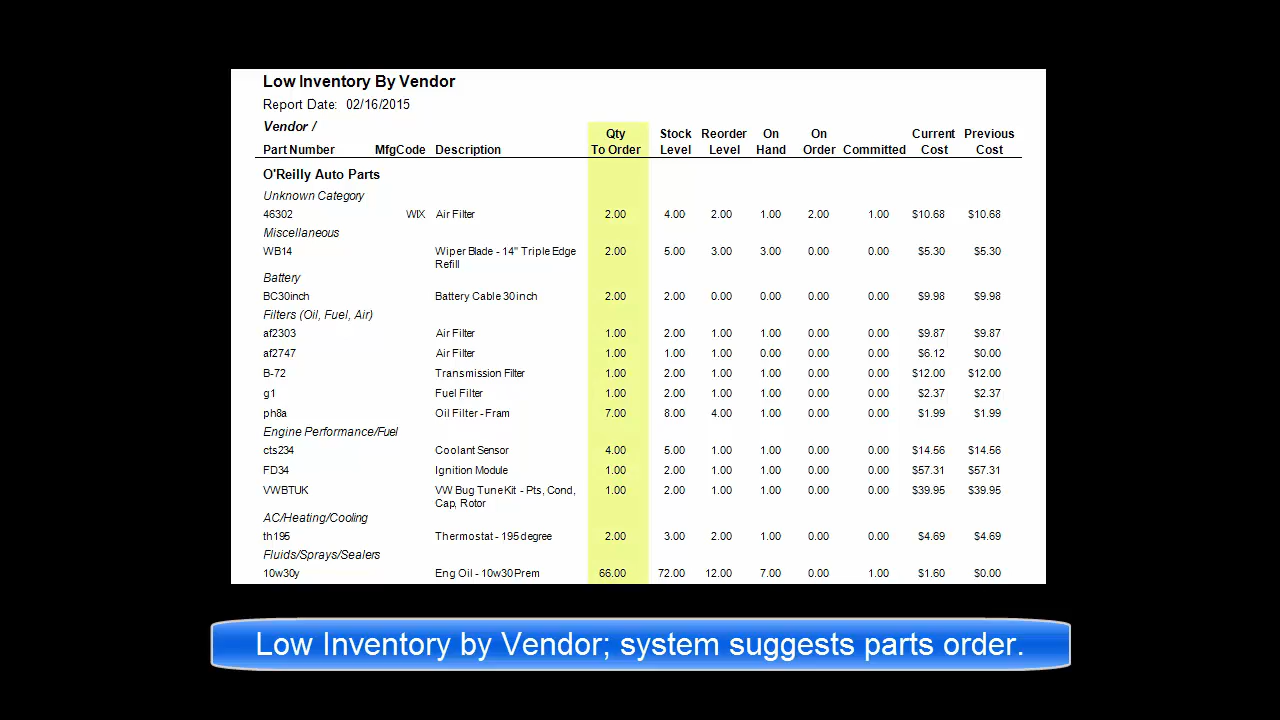 Low Inventory By Vendor
Report Date: 02/16/2015
Vendor /
Qty Stock Reorder On On Current Previous
Part Number MfgCode Description To Order Level Level Hand Order Committed Cost Cost
O'Reilly Auto Parts
Unknown Category
46302 WIX Air Filter 2.00 4.00 2.00 1.00 2.00 1.00 $10.68 $10.68
Miscellaneous
WB14 Wiper Blade - 14" Triple Edge 2.00 5.00 3.00 3.00 0.00 0.00 $5.30 $5.30
Refill
Battery
BC30inch Battery Cable 30inch 2.00 2.00 0.00 0.00 0.00 0.00 $9.98 $9.98
Filters (Oil, Fuel, Air)
af2303 Air Filter 1.00 2.00 1.00 1.00 0.00 0.00 $9.87 $9.87
af2747 Air Filter 1.00 1.00 1.00 0.00 0.00 0.00 $6.12 $0.00
B-72 Transmission Filter 1.00 2.00 1.00 1.00 0.00 0.00 $12.00 $12.00
g1 Fuel Filter 1.00 2.00 1.00 1.00 0.00 0.00 $2.37 $2.37
ph8a Oil Filter - Fram 7.00 8.00 4.00 1.00 0.00 0.00 $1.99 $1.99
Engine Performance/Fuel
cts234 Coolant Sensor 4.00 5.00 1.00 1.00 0.00 0.00 $14.56 $14.56
FD34 Ignition Module 1.00 2.00 1.00 1.00 0.00 0.00 $57.31 $57.31
VWBTUK VW Bug TuneKit - Pts, Cond, 1.00 2.00 1.00 1.00 0.00 0.00 $39.95 $39.95
Cap, Rotor
AC/Heating/Cooling
th195 Thermostat - 195 degree 2.00 3.00 2.00 1.00 0.00 0.00 $4.69 $4.69
Fluids/Sprays/Sealers
10w30y Eng Oil - 10w30 Prem 66.00 72.00 12.00 7.00 0.00 1.00 $1.60 $0.00
Low Inventory by Vendor; system suggests parts order.